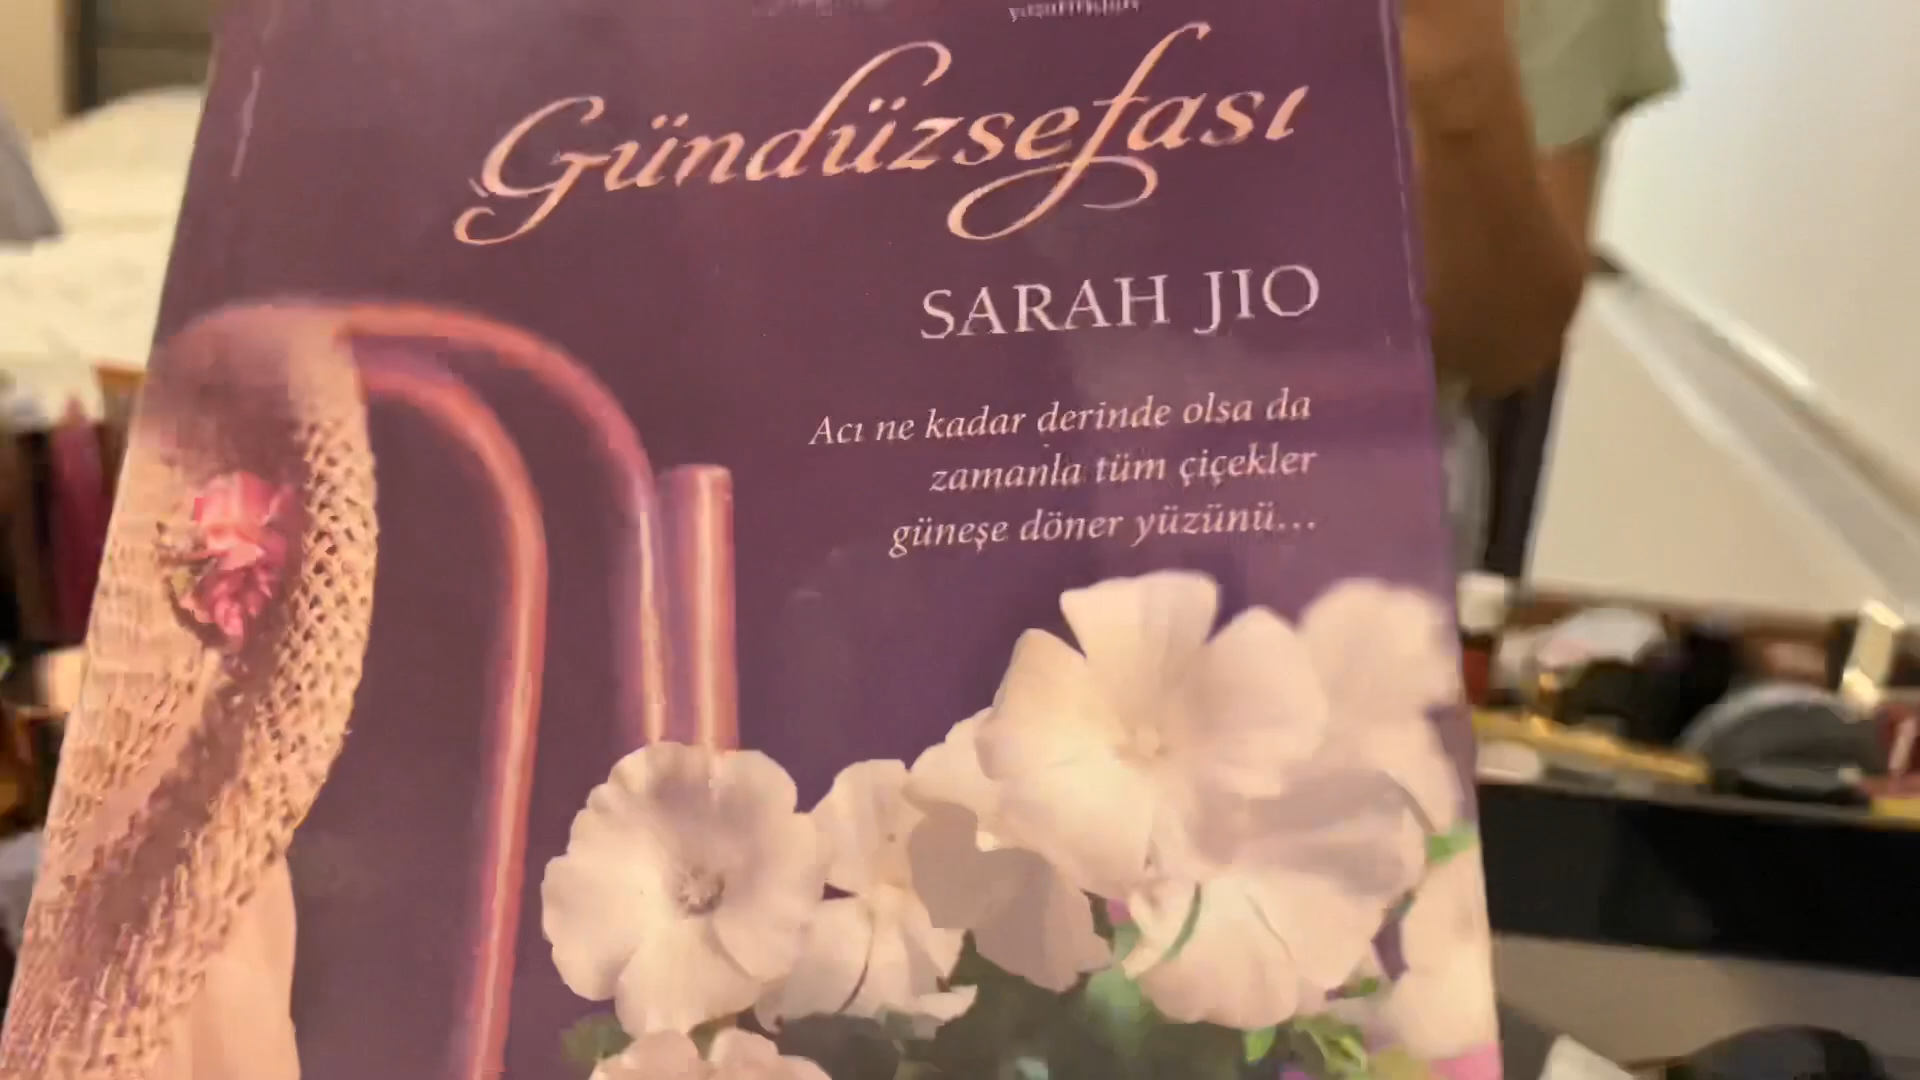 Gündüzsefası
SARAH JIO
Acı ne kadar derinde olsa da
zamanla tüm çiçekler
güneşe döner yüzünü...